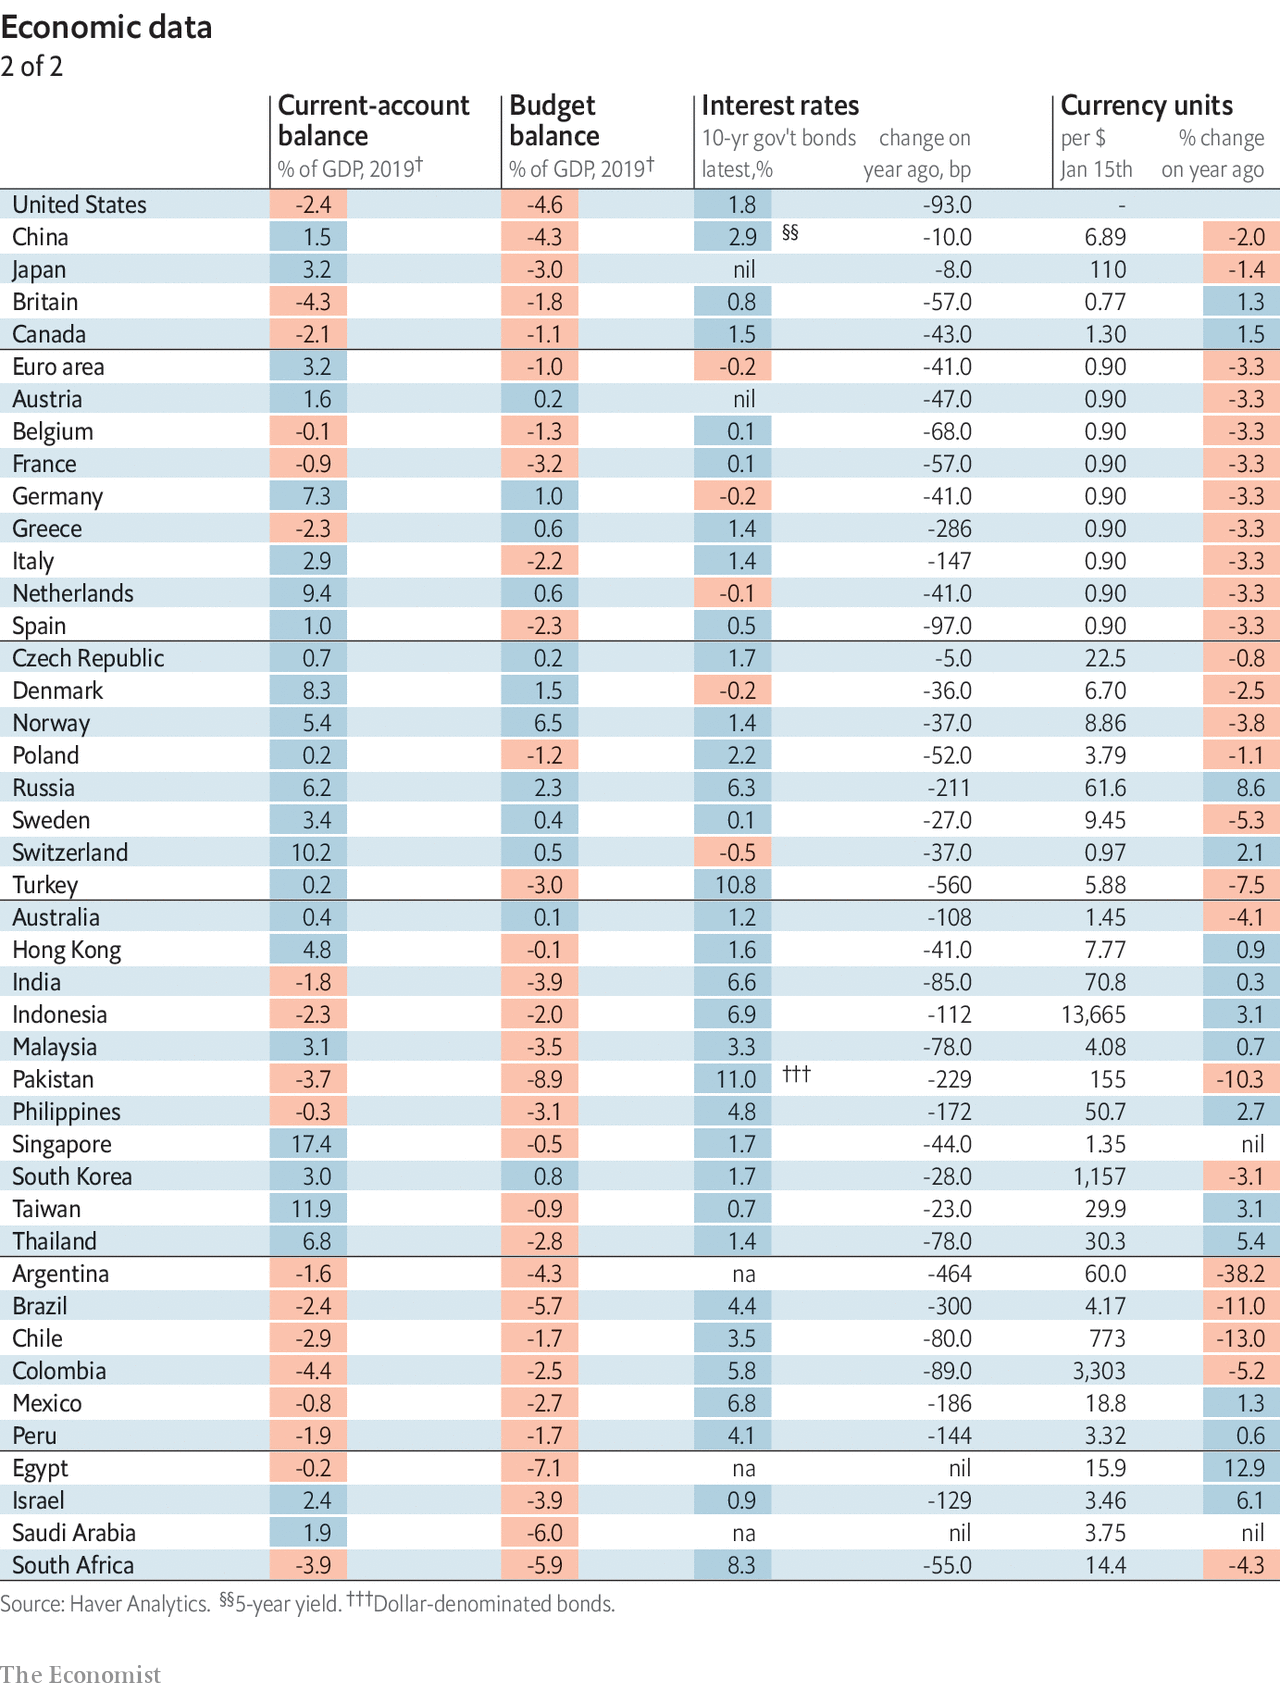 Economic data
2 of 2
Current-account balance % of GDP, 2019† Budget balance % of GDP, 2019† Interest rates 10-yr gov't bonds latest,% change on year ago, bp Currency units per $ Jan 15th % change on year ago
United States -2.4 -4.6 1.8 -93.0 -
China 1.5 -4.3 2.9 §§ -10.0 6.89 -2.0
Japan 3.2 -3.0 nil -8.0 110 -1.4
Britain -4.3 -1.8 0.8 -57.0 0.77 1.3
Canada -2.1 -1.1 1.5 -43.0 1.30 1.5
Euro area 3.2 -1.0 -0.2 -41.0 0.90 -3.3
Austria 1.6 0.2 nil -47.0 0.90 -3.3
Belgium -0.1 -1.3 0.1 -68.0 0.90 -3.3
France -0.9 -3.2 0.1 -57.0 0.90 -3.3
Germany 7.3 1.0 -0.2 -41.0 0.90 -3.3
Greece -2.3 0.6 1.4 -286 0.90 -3.3
Italy 2.9 -2.2 1.4 -147 0.90 -3.3
Netherlands 9.4 0.6 -0.1 -41.0 0.90 -3.3
Spain 1.0 -2.3 0.5 -97.0 0.90 -3.3
Czech Republic 0.7 0.2 1.7 -5.0 22.5 -0.8
Denmark 8.3 1.5 -0.2 -36.0 6.70 -2.5
Norway 5.4 6.5 1.4 -37.0 8.86 -3.8
Poland 0.2 -1.2 2.2 -52.0 3.79 -1.1
Russia 6.2 2.3 6.3 -211 61.6 8.6
Sweden 3.4 0.4 0.1 -27.0 9.45 -5.3
Switzerland 10.2 0.5 -0.5 -37.0 0.97 2.1
Turkey 0.2 -3.0 10.8 -560 5.88 -7.5
Australia 0.4 0.1 1.2 -108 1.45 -4.1
Hong Kong 4.8 -0.1 1.6 -41.0 7.77 0.9
India -1.8 -3.9 6.6 -85.0 70.8 0.3
Indonesia -2.3 -2.0 6.9 -112 13,665 3.1
Malaysia 3.1 -3.5 3.3 -78.0 4.08 0.7
Pakistan -3.7 -8.9 11.0 ††† -229 155 -10.3
Philippines -0.3 -3.1 4.8 -172 50.7 2.7
Singapore 17.4 -0.5 1.7 -44.0 1.35 nil
South Korea 3.0 0.8 1.7 -28.0 1,157 -3.1
Taiwan 11.9 -0.9 0.7 -23.0 29.9 3.1
Thailand 6.8 -2.8 1.4 -78.0 30.3 5.4
Argentina -1.6 -4.3 na -464 60.0 -38.2
Brazil -2.4 -5.7 4.4 -300 4.17 -11.0
Chile -2.9 -1.7 3.5 -80.0 773 -13.0
Colombia -4.4 -2.5 5.8 -89.0 3,303 -5.2
Mexico -0.8 -2.7 6.8 -186 18.8 1.3
Peru -1.9 -1.7 4.1 -144 3.32 0.6
Egypt -0.2 -7.1 na nil 15.9 12.9
Israel 2.4 -3.9 0.9 -129 3.46 6.1
Saudi Arabia 1.9 -6.0 na nil 3.75 nil
South Africa -3.9 -5.9 8.3 -55.0 14.4 -4.3
Source: Haver Analytics. §§5-year yield. †††Dollar-denominated bonds.
The Economist